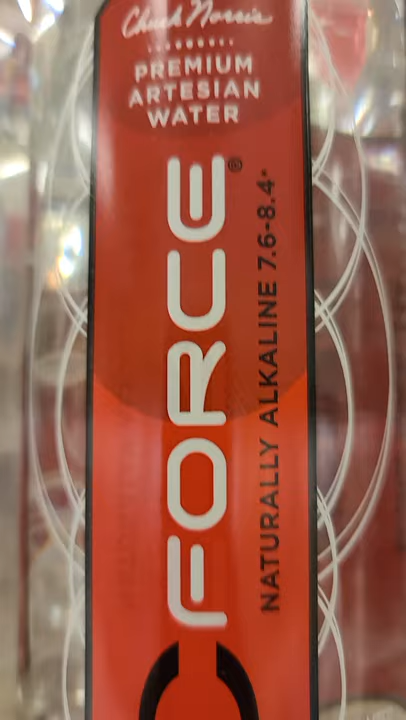 Chuck Norris
PREMIUM
ARTESIAN
WATER
FORCE®
NATURALLY ALKALINE 7.6-8.4*